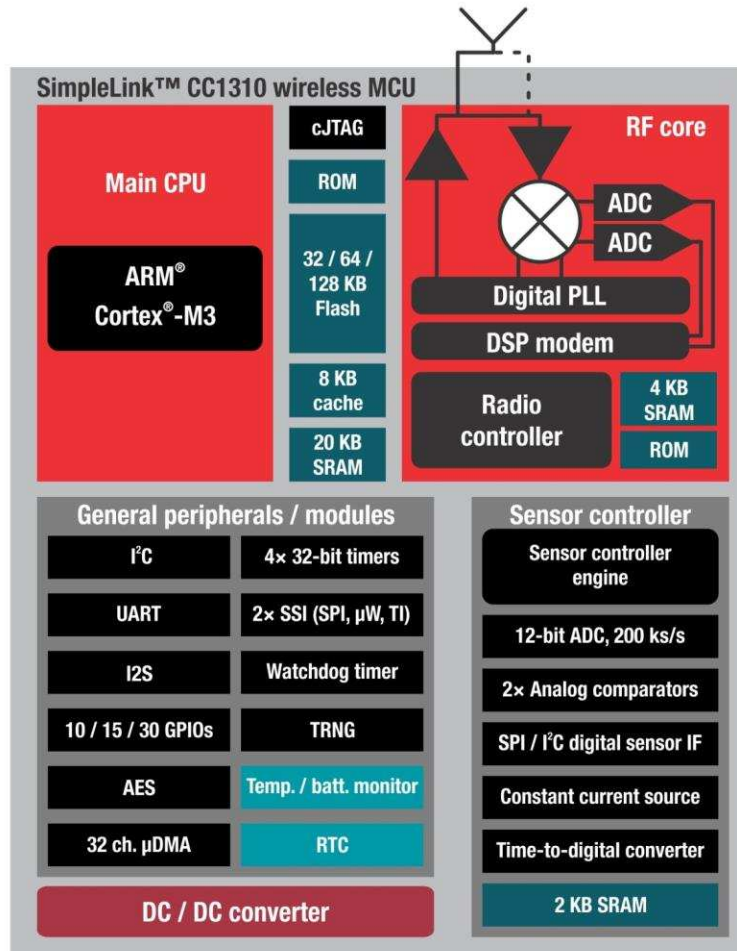 SimpleLink™ CC1310 wireless MCU
Main CPU
ARM®
Cortex®-M3
cJTAG
ROM
32 / 64 /
128 KB
Flash
8 KB
cache
20 KB
SRAM
RF core
ADC
ADC
Digital PLL
DSP modem
Radio
controller
4 KB
SRAM
ROM
General peripherals / modules
I²C
4× 32-bit timers
UART
2× SSI (SPI, µW, TI)
I2S
Watchdog timer
10 / 15 / 30 GPIOs
TRNG
AES
Temp. / batt. monitor
32 ch. µDMA
RTC
DC / DC converter
Sensor controller
Sensor controller
engine
12-bit ADC, 200 ks/s
2× Analog comparators
SPI / I²C digital sensor IF
Constant current source
Time-to-digital converter
2 KB SRAM